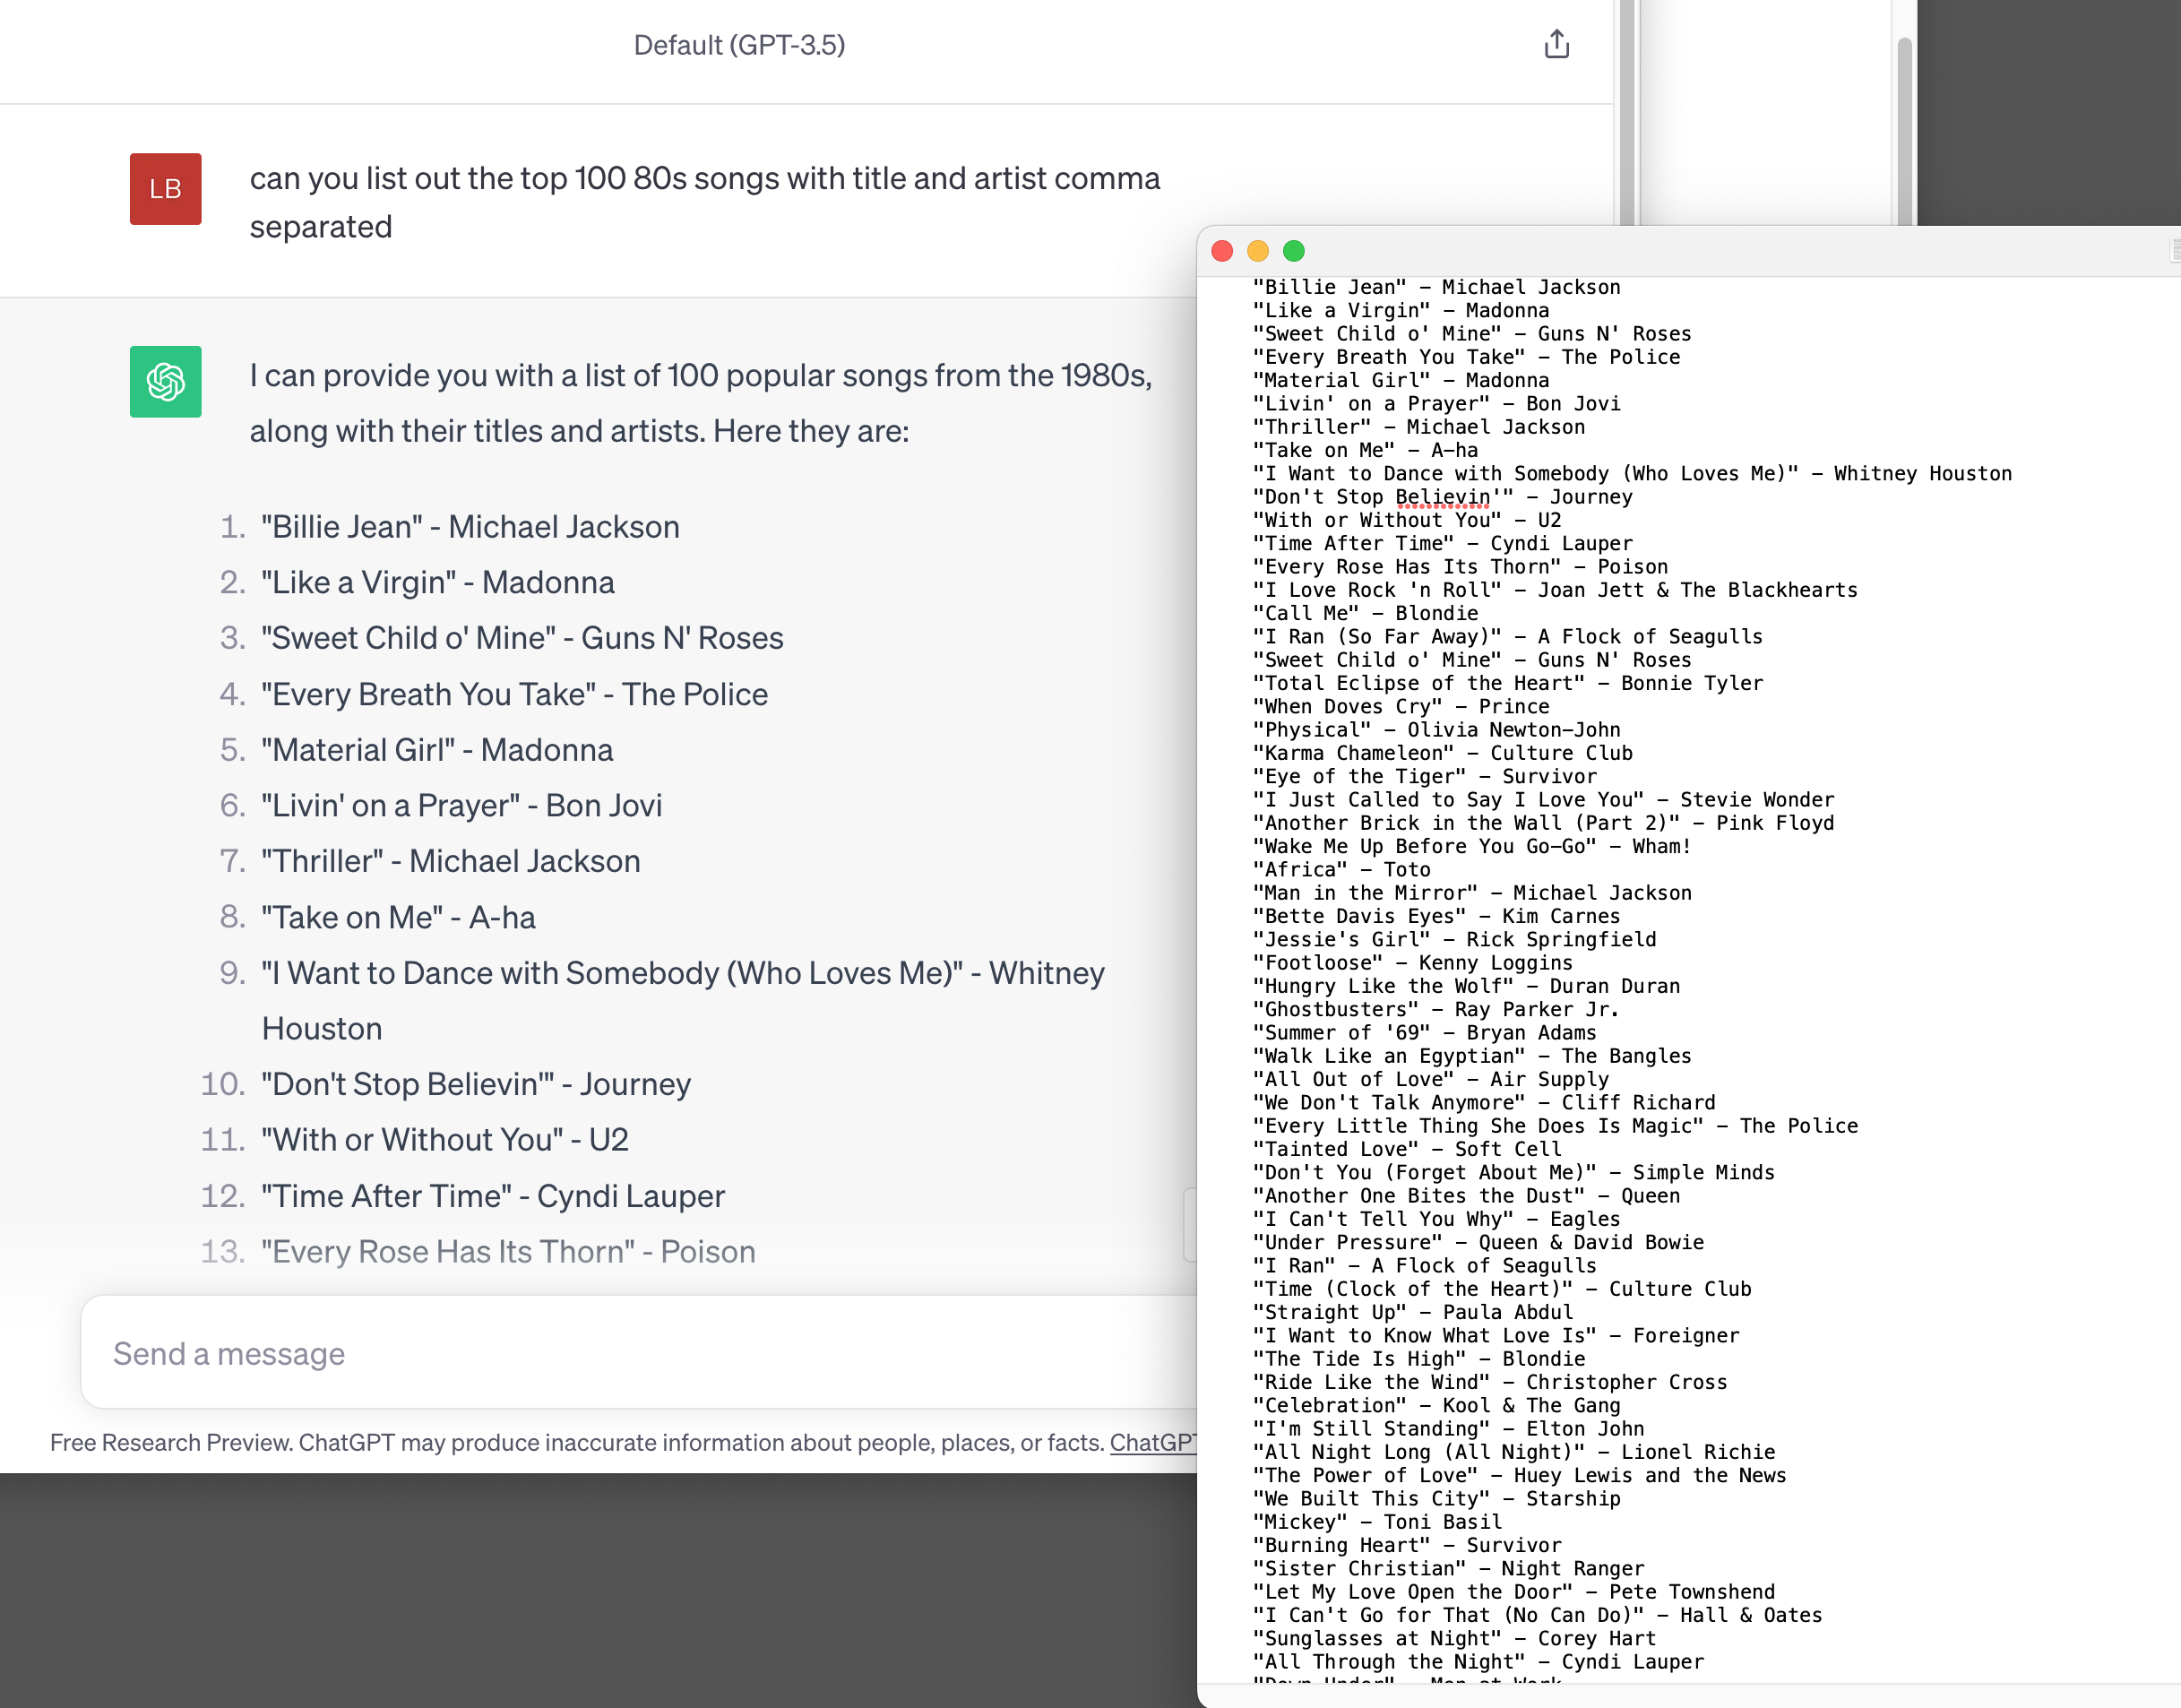 Default (GPT-3.5)
LB
can you list out the top 100 80s songs with title and artist comma
separated
I can provide you with a list of 100 popular songs from the 1980s,
along with their titles and artists. Here they are:
1. "Billie Jean" - Michael Jackson
2. "Like a Virgin" - Madonna
3. "Sweet Child o' Mine" - Guns N' Roses
4. "Every Breath You Take" - The Police
5. "Material Girl" - Madonna
6. "Livin' on a Prayer" - Bon Jovi
7. "Thriller" - Michael Jackson
8. "Take on Me" - A-ha
9. "I Want to Dance with Somebody (Who Loves Me)" - Whitney
Houston
10. "Don't Stop Believin'" - Journey
11. "With or Without You" - U2
12. "Time After Time" - Cyndi Lauper
13. "Every Rose Has Its Thorn" - Poison
Send a message
Free Research Preview. ChatGPT may produce inaccurate information about people, places, or facts. ChatGPT
"Billie Jean" - Michael Jackson
"Like a Virgin" - Madonna
"Sweet Child o' Mine" - Guns N' Roses
"Every Breath You Take" - The Police
"Material Girl" - Madonna
"Livin' on a Prayer" - Bon Jovi
"Thriller" - Michael Jackson
"Take on Me" - A-ha
"I Want to Dance with Somebody (Who Loves Me)" - Whitney Houston
"Don't Stop Believin'" - Journey
"With or Without You" - U2
"Time After Time" - Cyndi Lauper
"Every Rose Has Its Thorn" - Poison
"I Love Rock 'n Roll" - Joan Jett & The Blackhearts
"Call Me" - Blondie
"I Ran (So Far Away)" - A Flock of Seagulls
"Sweet Child o' Mine" - Guns N' Roses
"Total Eclipse of the Heart" - Bonnie Tyler
"When Doves Cry" - Prince
"Physical" - Olivia Newton-John
"Karma Chameleon" - Culture Club
"Eye of the Tiger" - Survivor
"I Just Called to Say I Love You" - Stevie Wonder
"Another Brick in the Wall (Part 2)" - Pink Floyd
"Wake Me Up Before You Go-Go" - Wham!
"Africa" - Toto
"Man in the Mirror" - Michael Jackson
"Bette Davis Eyes" - Kim Carnes
"Jessie's Girl" - Rick Springfield
"Footloose" - Kenny Loggins
"Hungry Like the Wolf" - Duran Duran
"Ghostbusters" - Ray Parker Jr.
"Summer of '69" - Bryan Adams
"Walk Like an Egyptian" - The Bangles
"All Out of Love" - Air Supply
"We Don't Talk Anymore" - Cliff Richard
"Every Little Thing She Does Is Magic" - The Police
"Tainted Love" - Soft Cell
"Don't You (Forget About Me)" - Simple Minds
"Another One Bites the Dust" - Queen
"I Can't Tell You Why" - Eagles
"Under Pressure" - Queen & David Bowie
"I Ran" - A Flock of Seagulls
"Time (Clock of the Heart)" - Culture Club
"Straight Up" - Paula Abdul
"I Want to Know What Love Is" - Foreigner
"The Tide Is High" - Blondie
"Ride Like the Wind" - Christopher Cross
"Celebration" - Kool & The Gang
"I'm Still Standing" - Elton John
"All Night Long (All Night)" - Lionel Richie
"The Power of Love" - Huey Lewis and the News
"We Built This City" - Starship
"Mickey" - Toni Basil
"Burning Heart" - Survivor
"Sister Christian" - Night Ranger
"Let My Love Open the Door" - Pete Townshend
"I Can't Go for That (No Can Do)" - Hall & Oates
"Sunglasses at Night" - Corey Hart
"All Through the Night" - Cyndi Lauper
"Down Under" - Men at Work